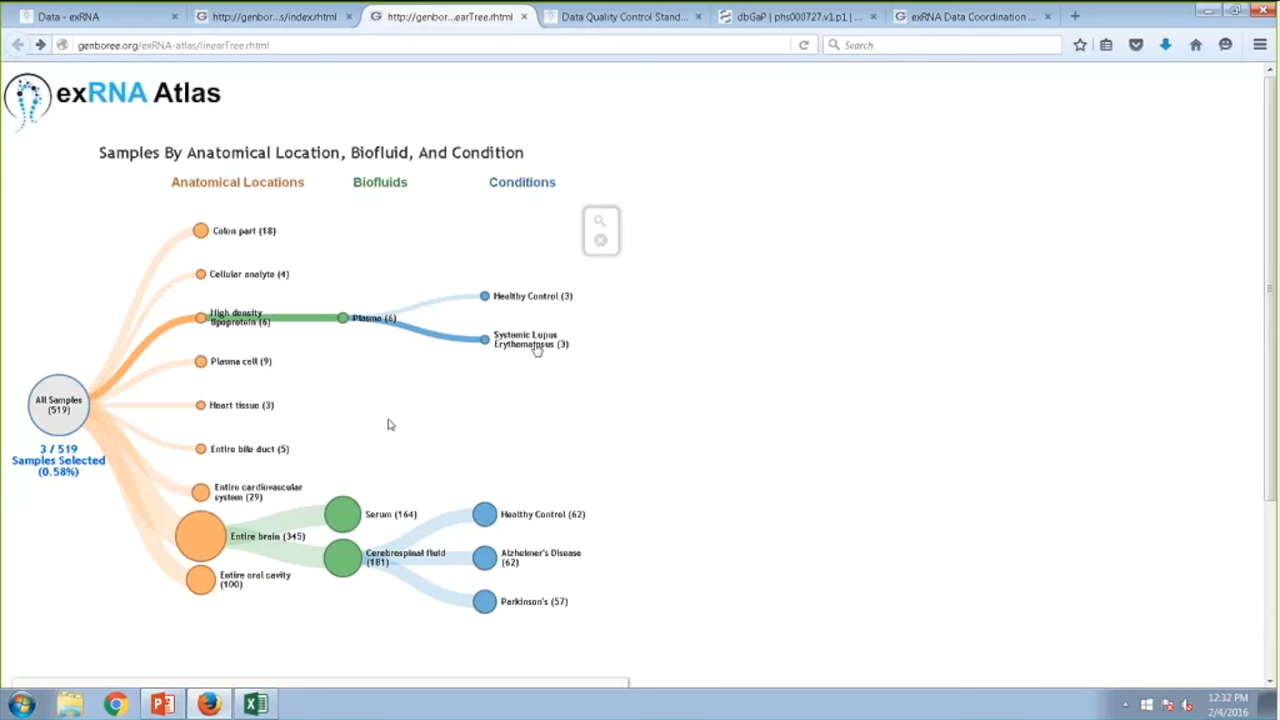 Data - exRNA
http://genbor...s/index.rhtml
http://genbor...earTree.rhtml
Data Quality Control Stand...
dbGaP | phs000727.v1.p1 | ...
exRNA Data Coordination ...
genboree.org/exRNA-atlas/linearTree.rhtml
Search
exRNA Atlas
Samples By Anatomical Location, Biofluid, And Condition
Anatomical Locations
Biofluids
Conditions
Colon part (18)
Cellular analyte (4)
High density
lipoprotein (6)
Plasma (6)
Healthy Control (3)
Systemic Lupus
Erythematosus (3)
Plasma cell (9)
All Samples
(519)
3 / 519
Samples Selected
(0.58%)
Heart tissue (3)
Entire bile duct (5)
Entire cardiovascular
system (29)
Entire brain (345)
Entire oral cavity
(100)
Serum (164)
Cerebrospinal fluid
(181)
Healthy Control (62)
Alzheimer's Disease
(62)
Parkinson's (57)
12:32 PM
2/4/2016